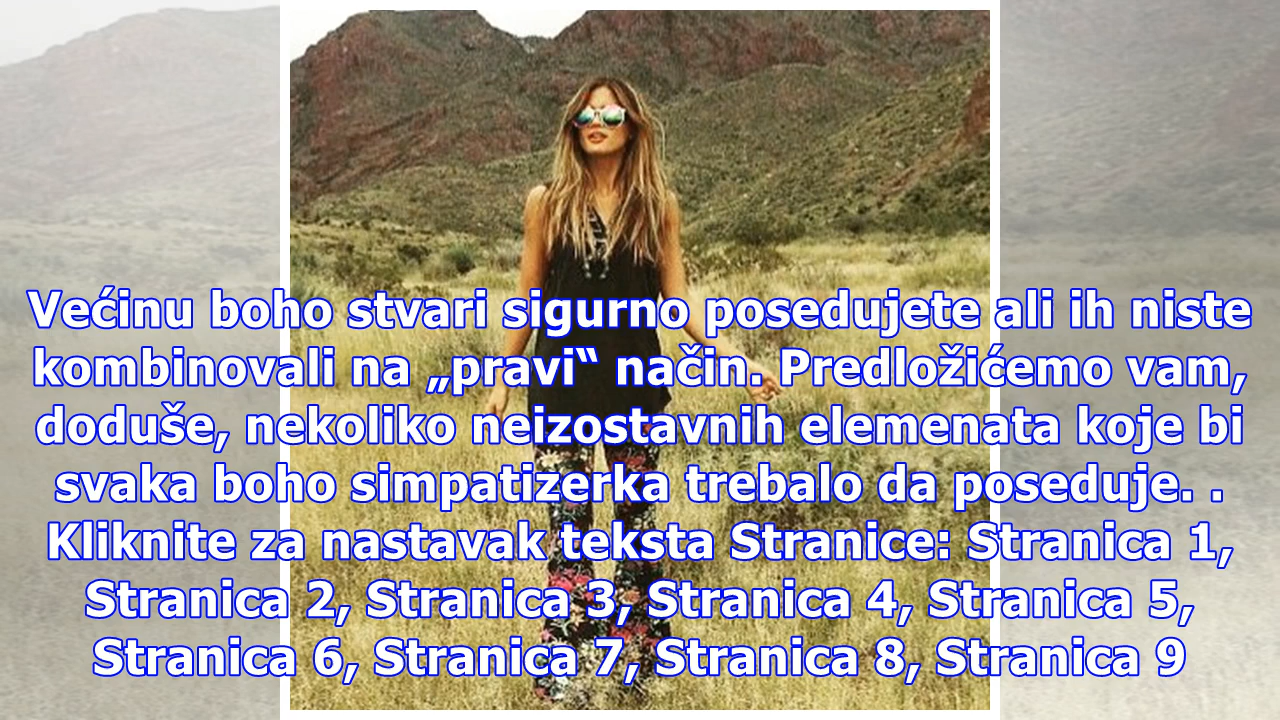 Većinu boho stvari sigurno posedujete ali ih niste
kombinovali na „pravi“ način. Predložićemo vam,
doduše, nekoliko neizostavnih elemenata koje bi
svaka boho simpatizerka trebalo da poseduje. .
Kliknite za nastavak teksta Stranice: Stranica 1,
Stranica 2, Stranica 3, Stranica 4, Stranica 5,
Stranica 6, Stranica 7, Stranica 8, Stranica 9